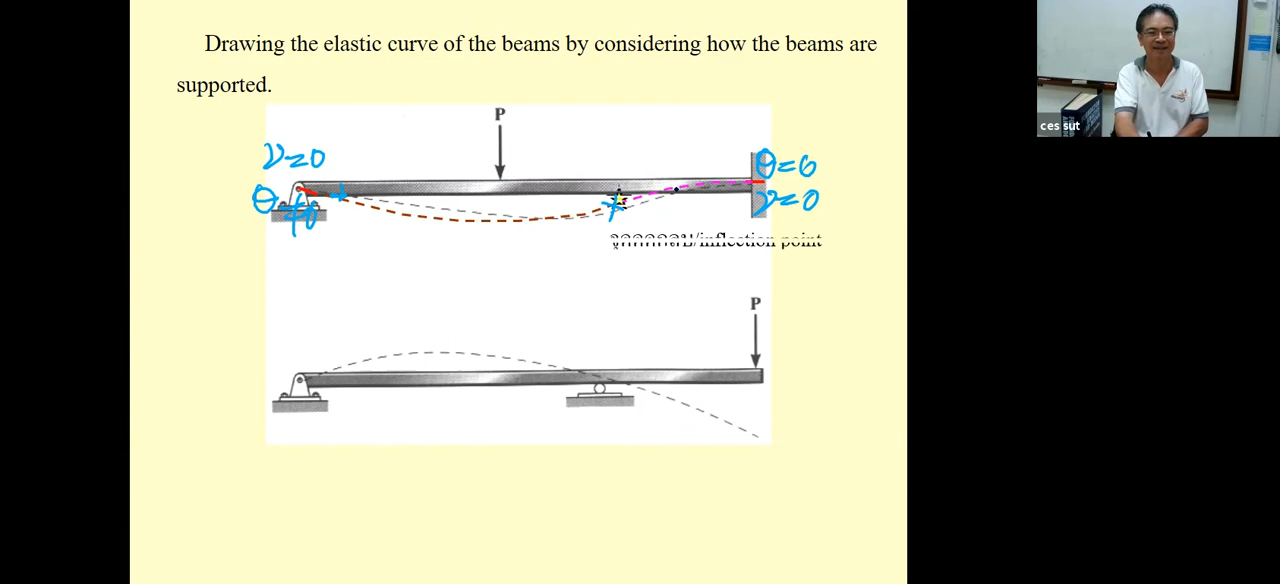 Drawing the elastic curve of the beams by considering how the beams are
supported.
ces sut
P
ν=0
θ=0
θ≠0
ν=0
/inflection point
P